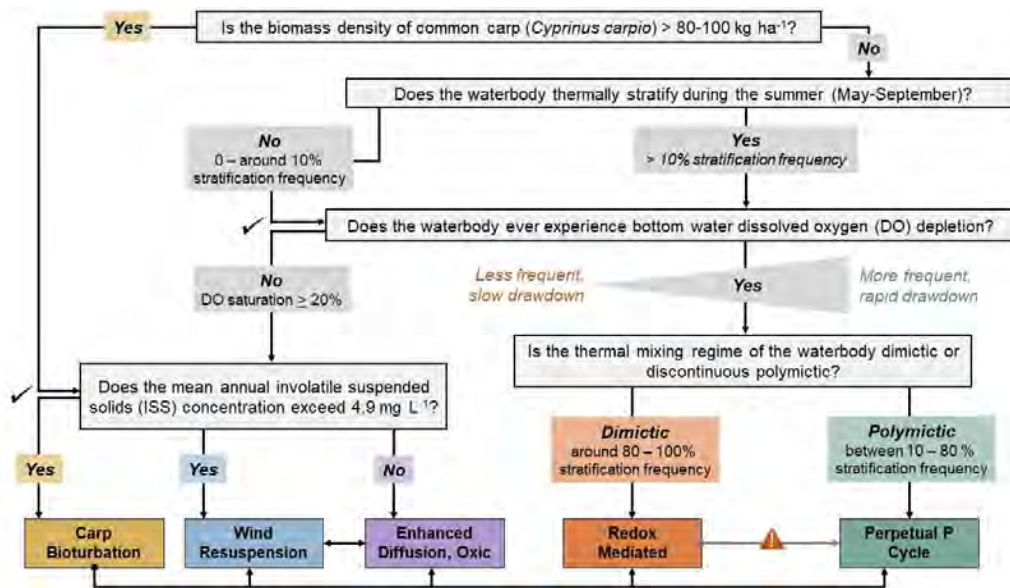 Yes
Is the biomass density of common carp (Cyprinus carpio) > 80-100 kg ha⁻¹?
No
Does the waterbody thermally stratify during the summer (May-September)?
No
0 – around 10%
stratification frequency
Yes
> 10% stratification frequency
Does the waterbody ever experience bottom water dissolved oxygen (DO) depletion?
No
DO saturation ≥ 20%
Less frequent,
slow drawdown
Yes
More frequent,
rapid drawdown
Is the thermal mixing regime of the waterbody dimictic or
discontinuous polymictic?
Does the mean annual involatile suspended
solids (ISS) concentration exceed 4.9 mg L⁻¹?
Yes
Yes
No
Dimictic
around 80 – 100%
stratification frequency
Polymictic
between 10 – 80 %
stratification frequency
Carp
Bioturbation
Wind
Resuspension
Enhanced
Diffusion, Oxic
Redox
Mediated
!
Perpetual P
Cycle